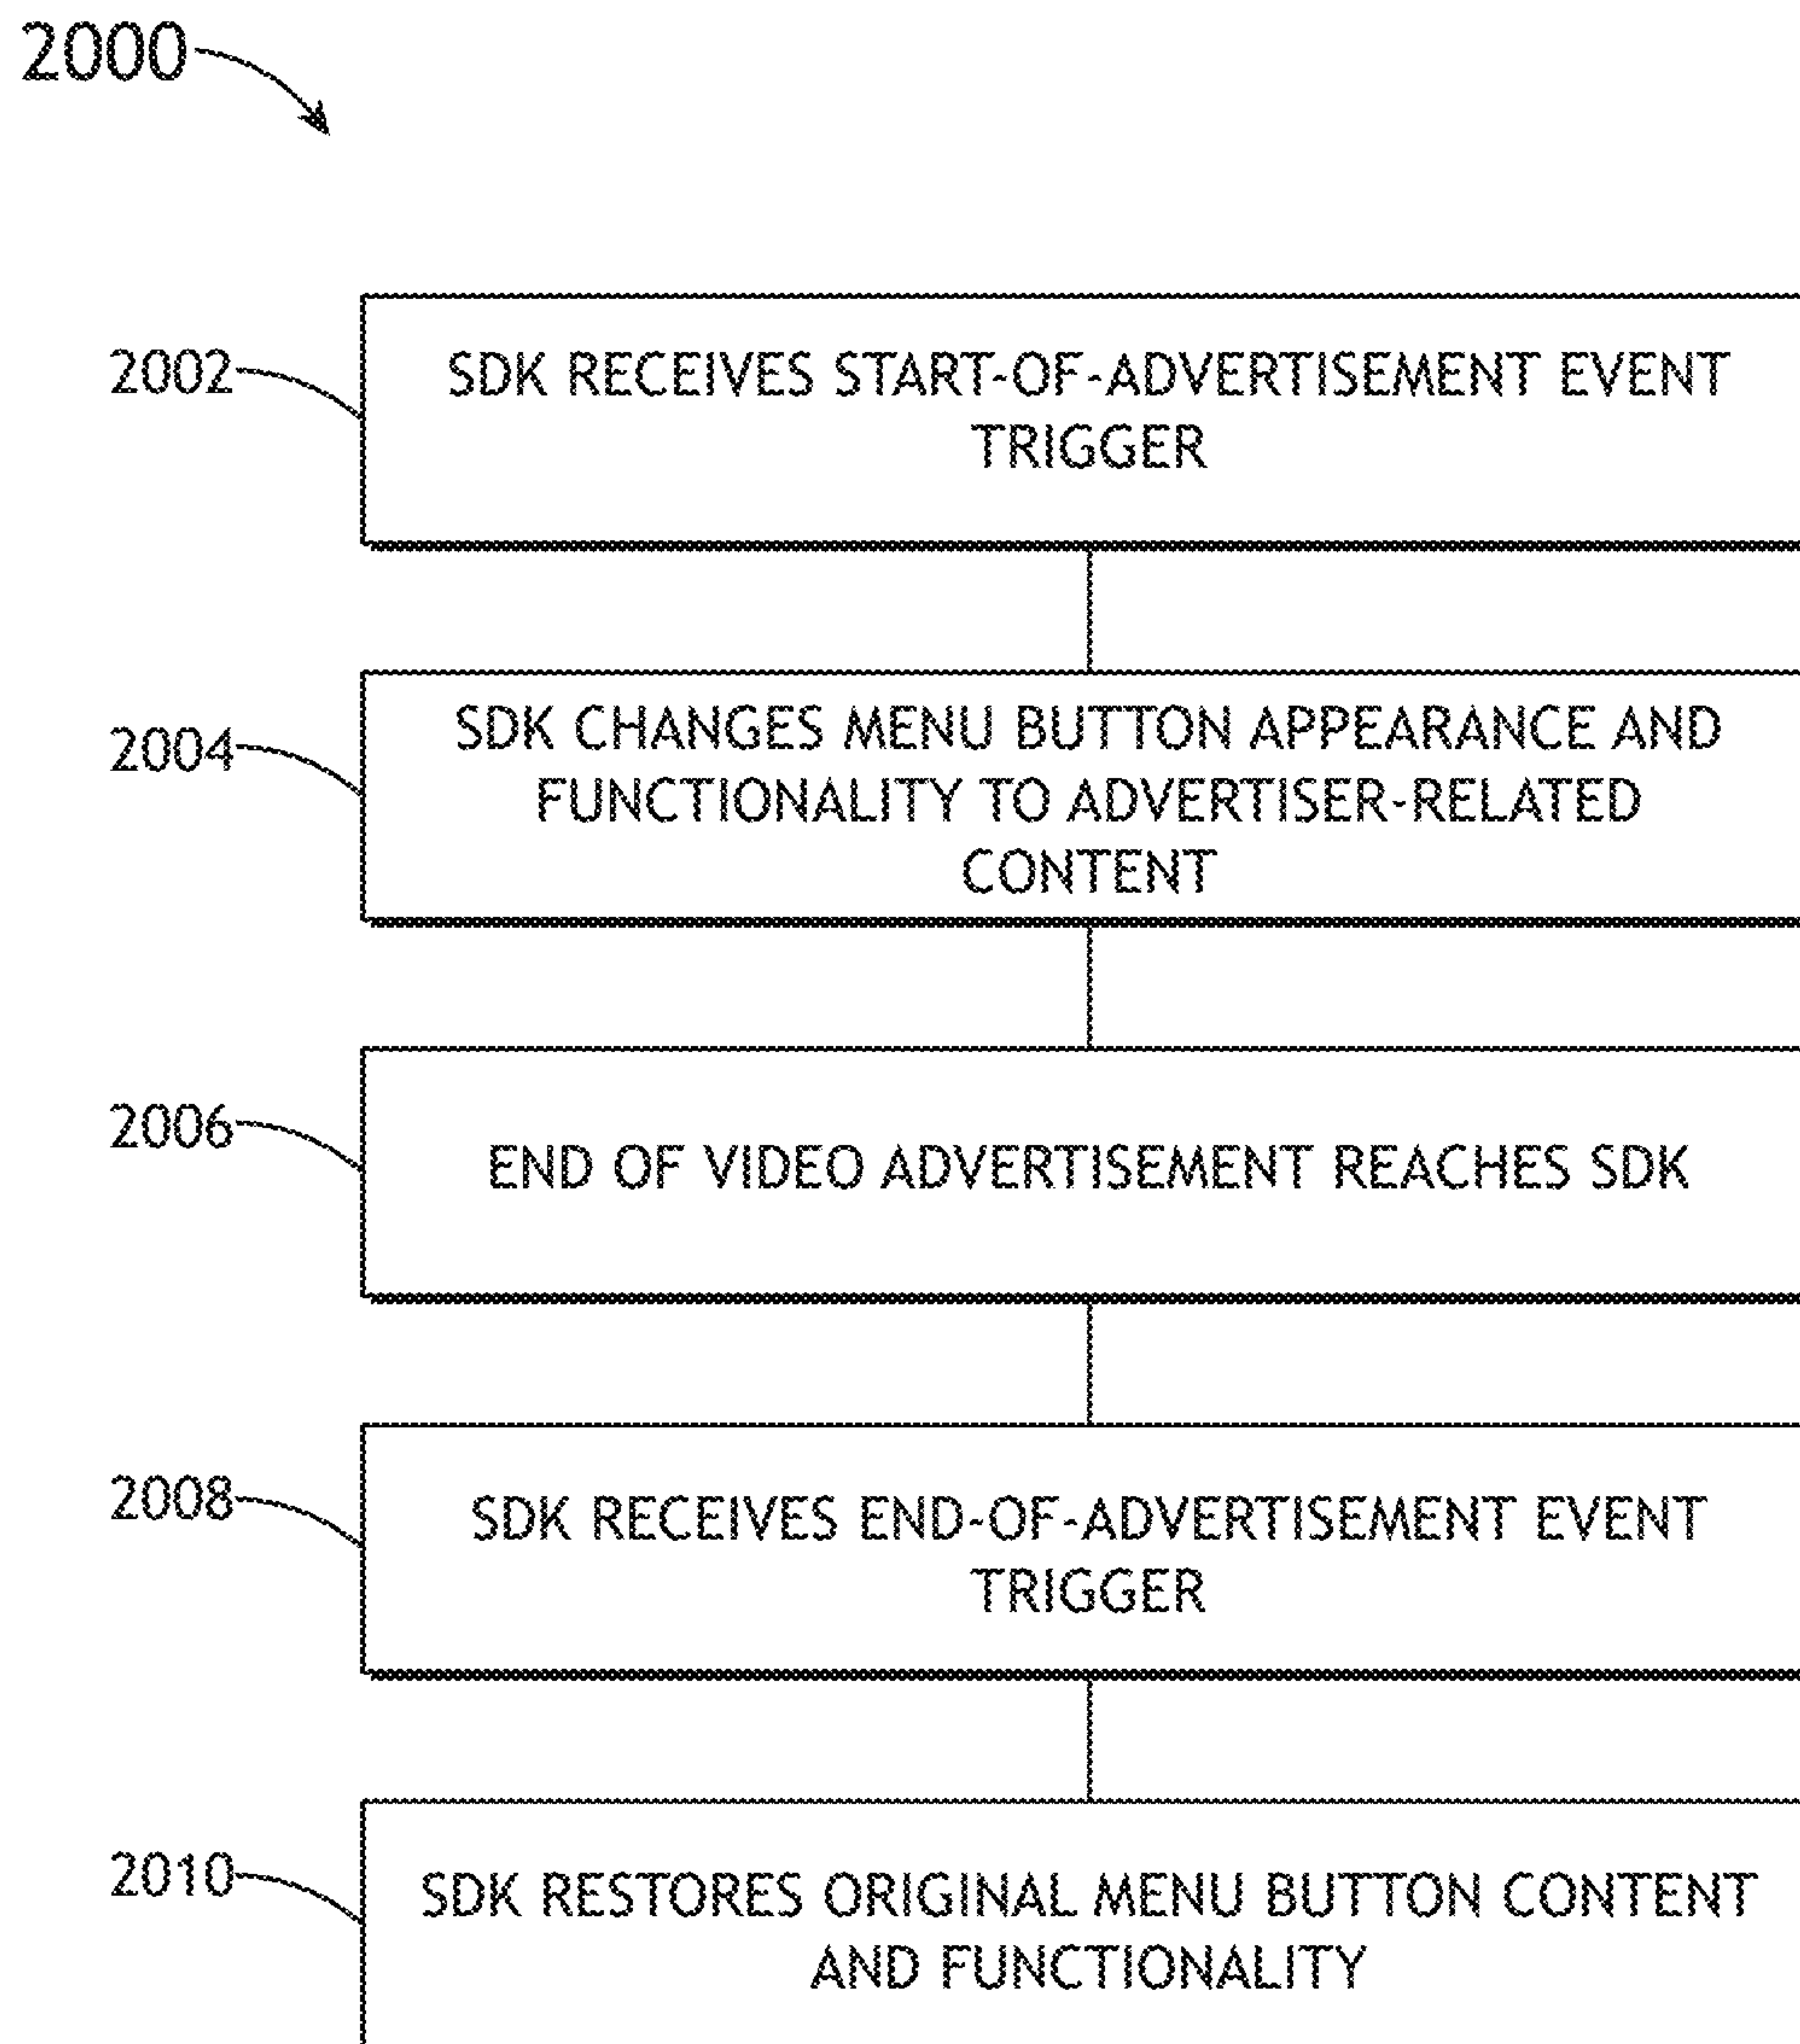 2000
2002
SDK RECEIVES START-OF-ADVERTISEMENT EVENT
TRIGGER
2004
SDK CHANGES MENU BUTTON APPEARANCE AND
FUNCTIONALITY TO ADVERTISER-RELATED
CONTENT
2006
END OF VIDEO ADVERTISEMENT REACHES SDK
2008
SDK RECEIVES END-OF-ADVERTISEMENT EVENT
TRIGGER
2010
SDK RESTORES ORIGINAL MENU BUTTON CONTENT
AND FUNCTIONALITY